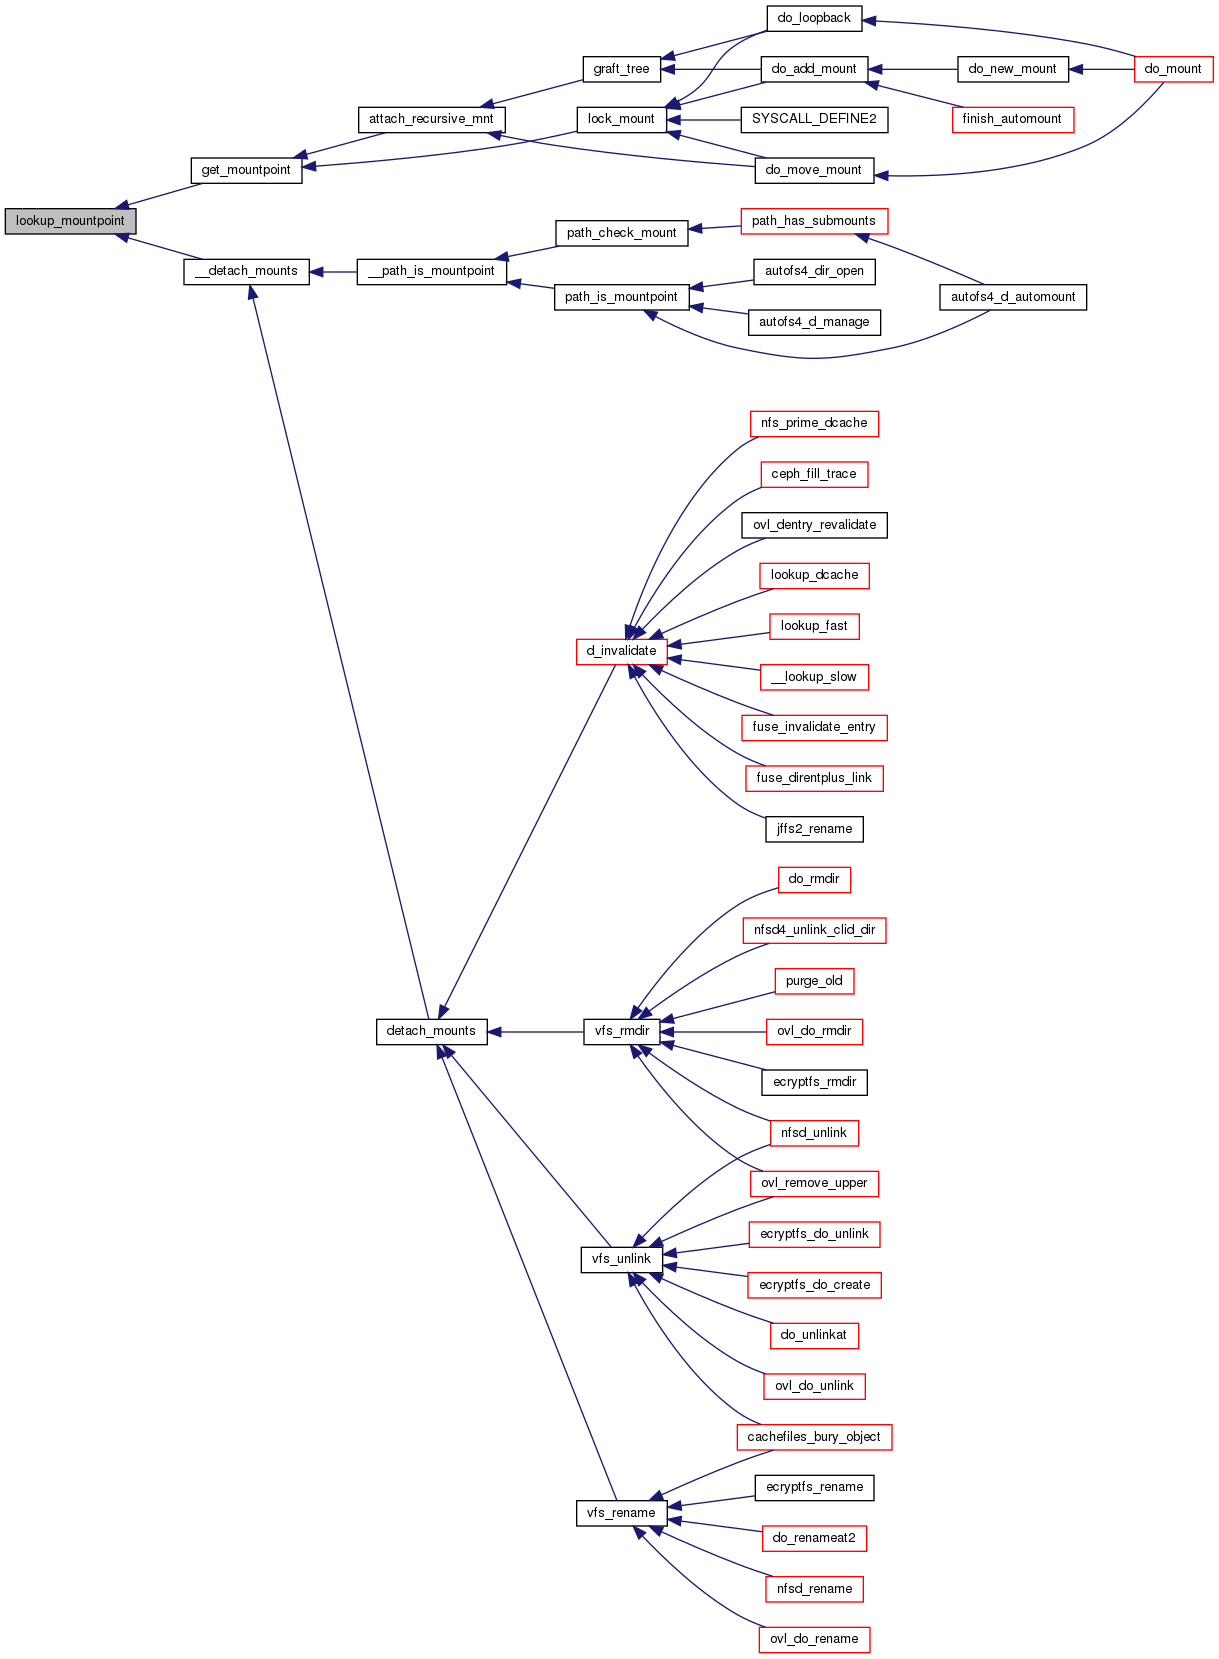 do_loopback
graft_tree
do_add_mount
do_new_mount
do_mount
attach_recursive_mnt
lock_mount
SYSCALL_DEFINE2
finish_automount
get_mountpoint
do_move_mount
lookup_mountpoint
path_check_mount
path_has_submounts
__detach_mounts
__path_is_mountpoint
autofs4_dir_open
path_is_mountpoint
autofs4_d_automount
autofs4_d_manage
nfs_prime_dcache
ceph_fill_trace
ovl_dentry_revalidate
lookup_dcache
lookup_fast
d_invalidate
__lookup_slow
fuse_invalidate_entry
fuse_direntplus_link
jffs2_rename
do_rmdir
nfsd4_unlink_clid_dir
purge_old
detach_mounts
vfs_rmdir
ovl_do_rmdir
ecryptfs_rmdir
nfsd_unlink
ovl_remove_upper
ecryptfs_do_unlink
vfs_unlink
ecryptfs_do_create
do_unlinkat
ovl_do_unlink
cachefiles_bury_object
ecryptfs_rename
vfs_rename
do_renameat2
nfsd_rename
ovl_do_rename